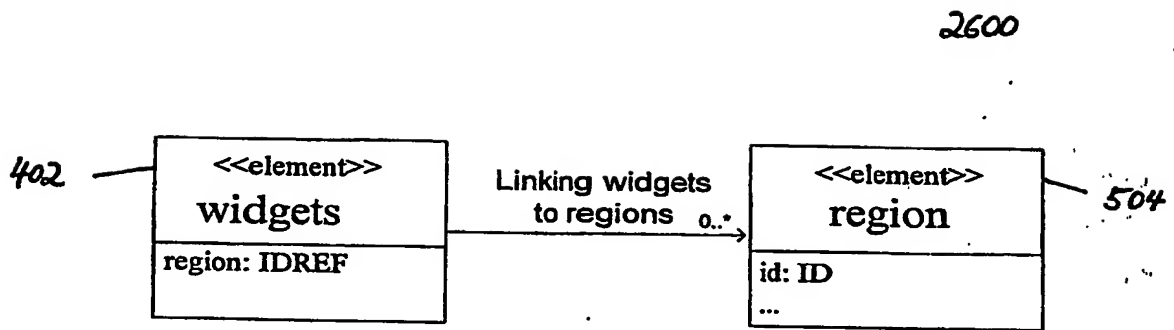 2600
402
<<element>>
widgets
region: IDREF
Linking widgets
to regions 0..*
<<element>>
region
id: ID
...
504